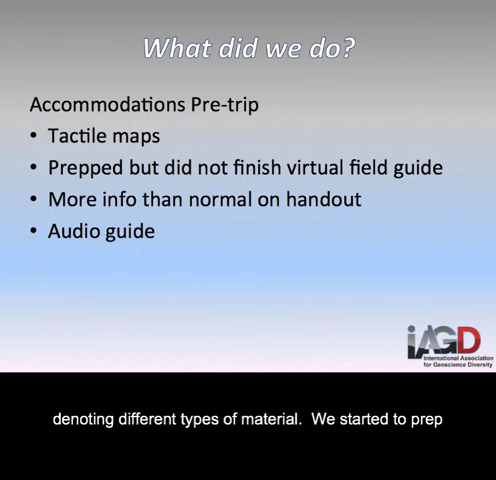 What did we do?
Accommodations Pre-trip
• Tactile maps
• Prepped but did not finish virtual field guide
• More info than normal on handout
• Audio guide
iAGD
International Association
for Geoscience Diversity
denoting different types of material. We started to prep